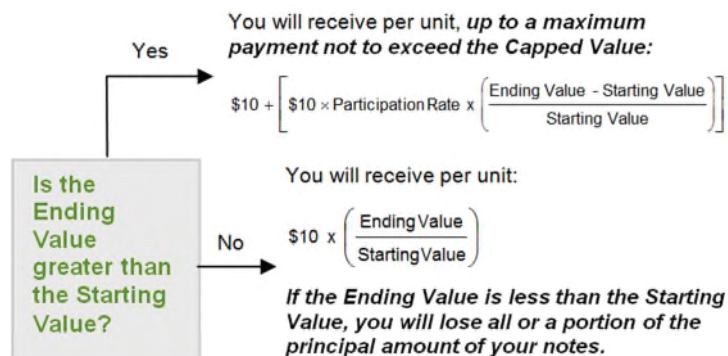 You will receive per unit, up to a maximum
payment not to exceed the Capped Value:
Yes
$10 + [ $10 × Participation Rate x ( Ending Value - Starting Value / Starting Value ) ]
Is the
Ending
Value
greater than
the Starting
Value?
You will receive per unit:
No
$10 x ( Ending Value / Starting Value )
If the Ending Value is less than the Starting
Value, you will lose all or a portion of the
principal amount of your notes.